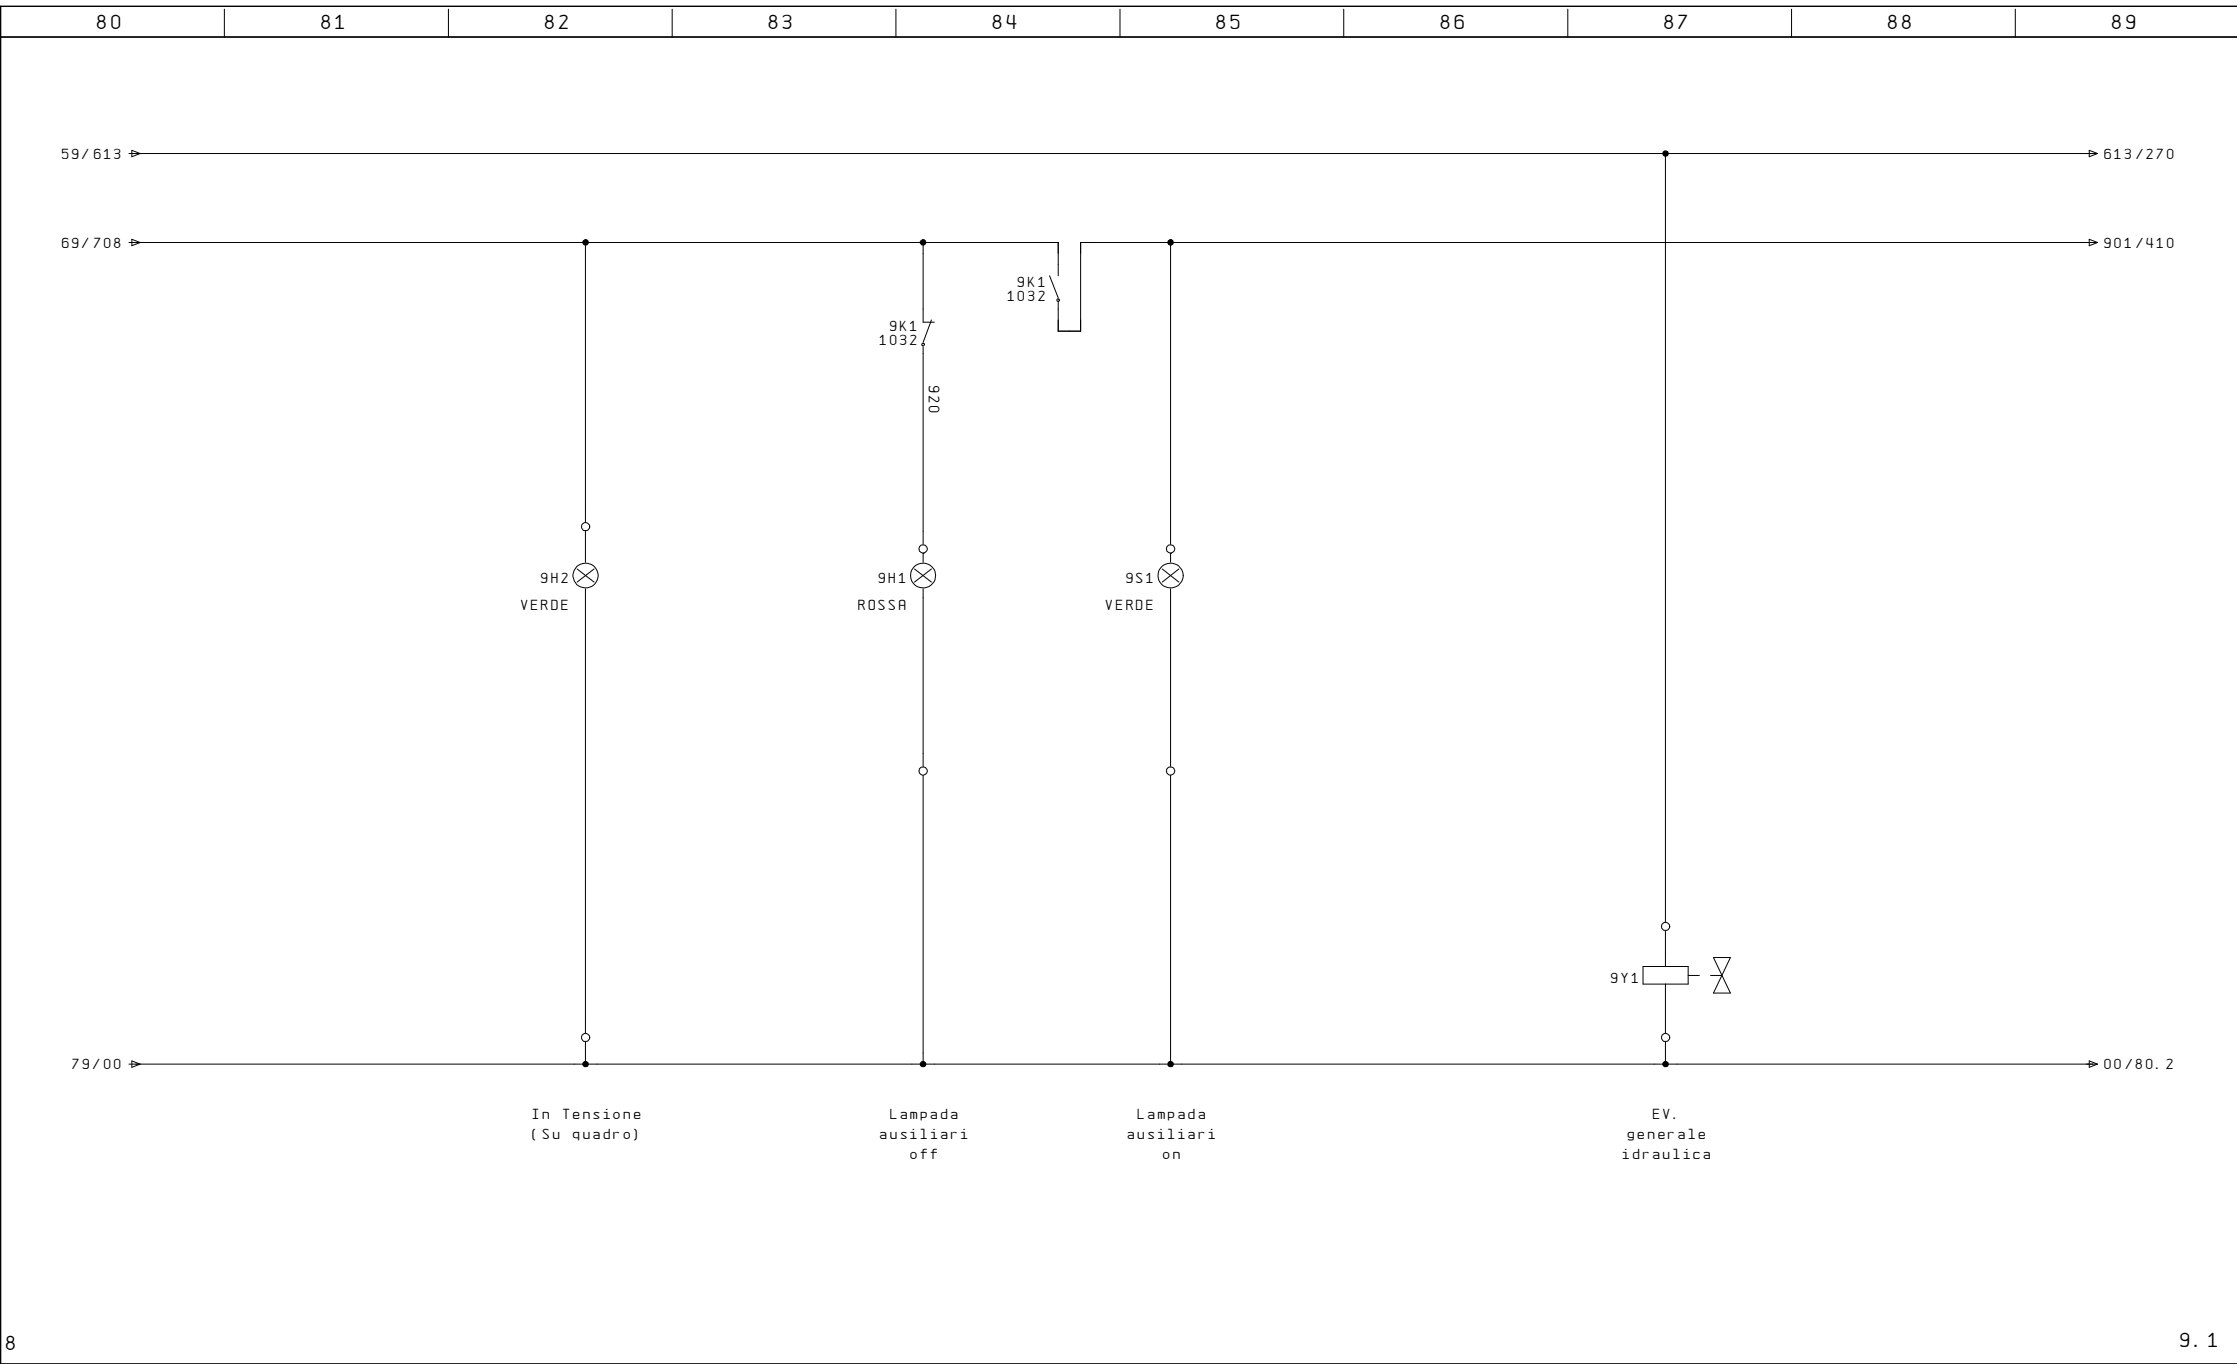 80 81 82 83 84 85 86 87 88 89
59/613 613/270
69/708 901/410
9K1
1032
9K1
1032
920
9H2 9H1 9S1
VERDE ROSSA VERDE
9Y1
79/00 00/80.2
In Tensione
(Su quadro)
Lampada
ausiliari
off
Lampada
ausiliari
on
EV.
generale
idraulica
8 9.1